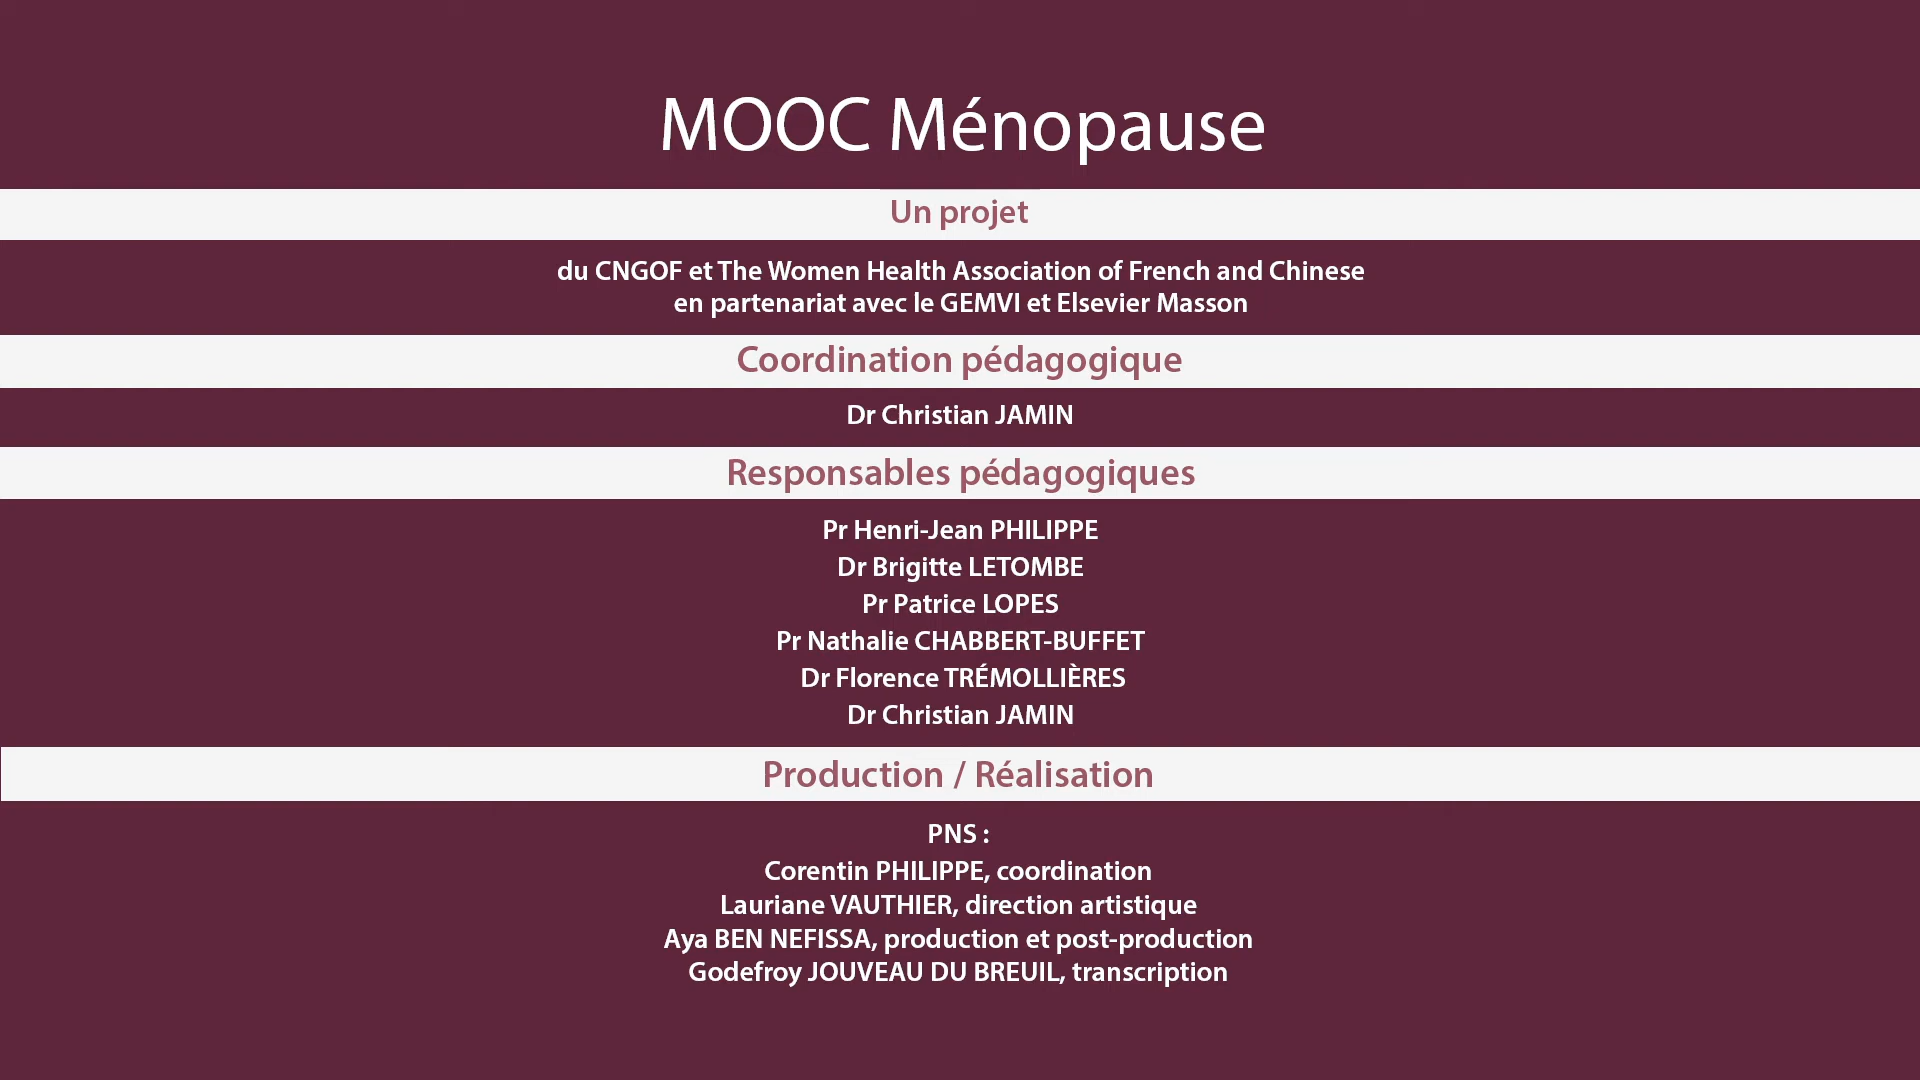 MOOC Ménopause
Un projet
du CNGOF et The Women Health Association of French and Chinese
en partenariat avec le GEMVI et Elsevier Masson
Coordination pédagogique
Dr Christian JAMIN
Responsables pédagogiques
Pr Henri-Jean PHILIPPE
Dr Brigitte LETOMBE
Pr Patrice LOPES
Pr Nathalie CHABBERT-BUFFET
Dr Florence TRÉMOLLIÈRES
Dr Christian JAMIN
Production / Réalisation
PNS :
Corentin PHILIPPE, coordination
Lauriane VAUTHIER, direction artistique
Aya BEN NEFISSA, production et post-production
Godefroy JOUVEAU DU BREUIL, transcription